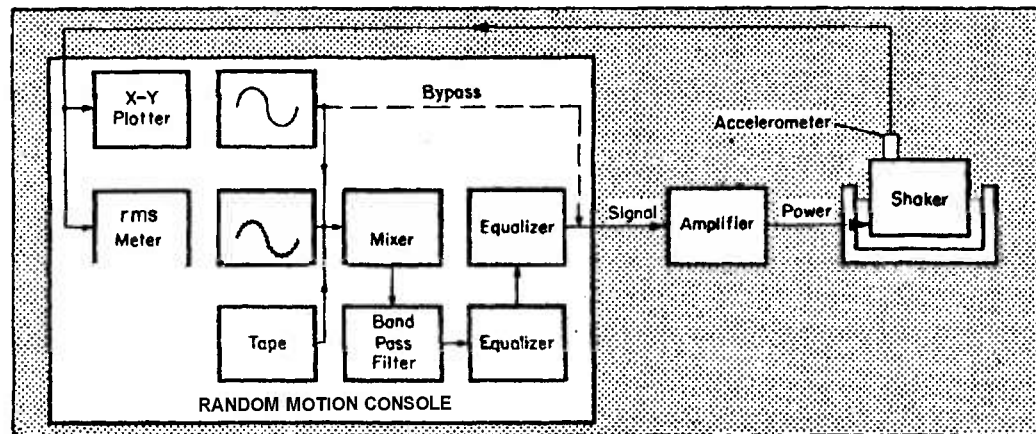 X-Y
Plotter
Bypass
Accelerometer
rms
Meter
Mixer
Equalizer
Signal
Amplifier
Power
Shaker
Tape
Band
Pass
Filter
Equalizer
RANDOM MOTION CONSOLE